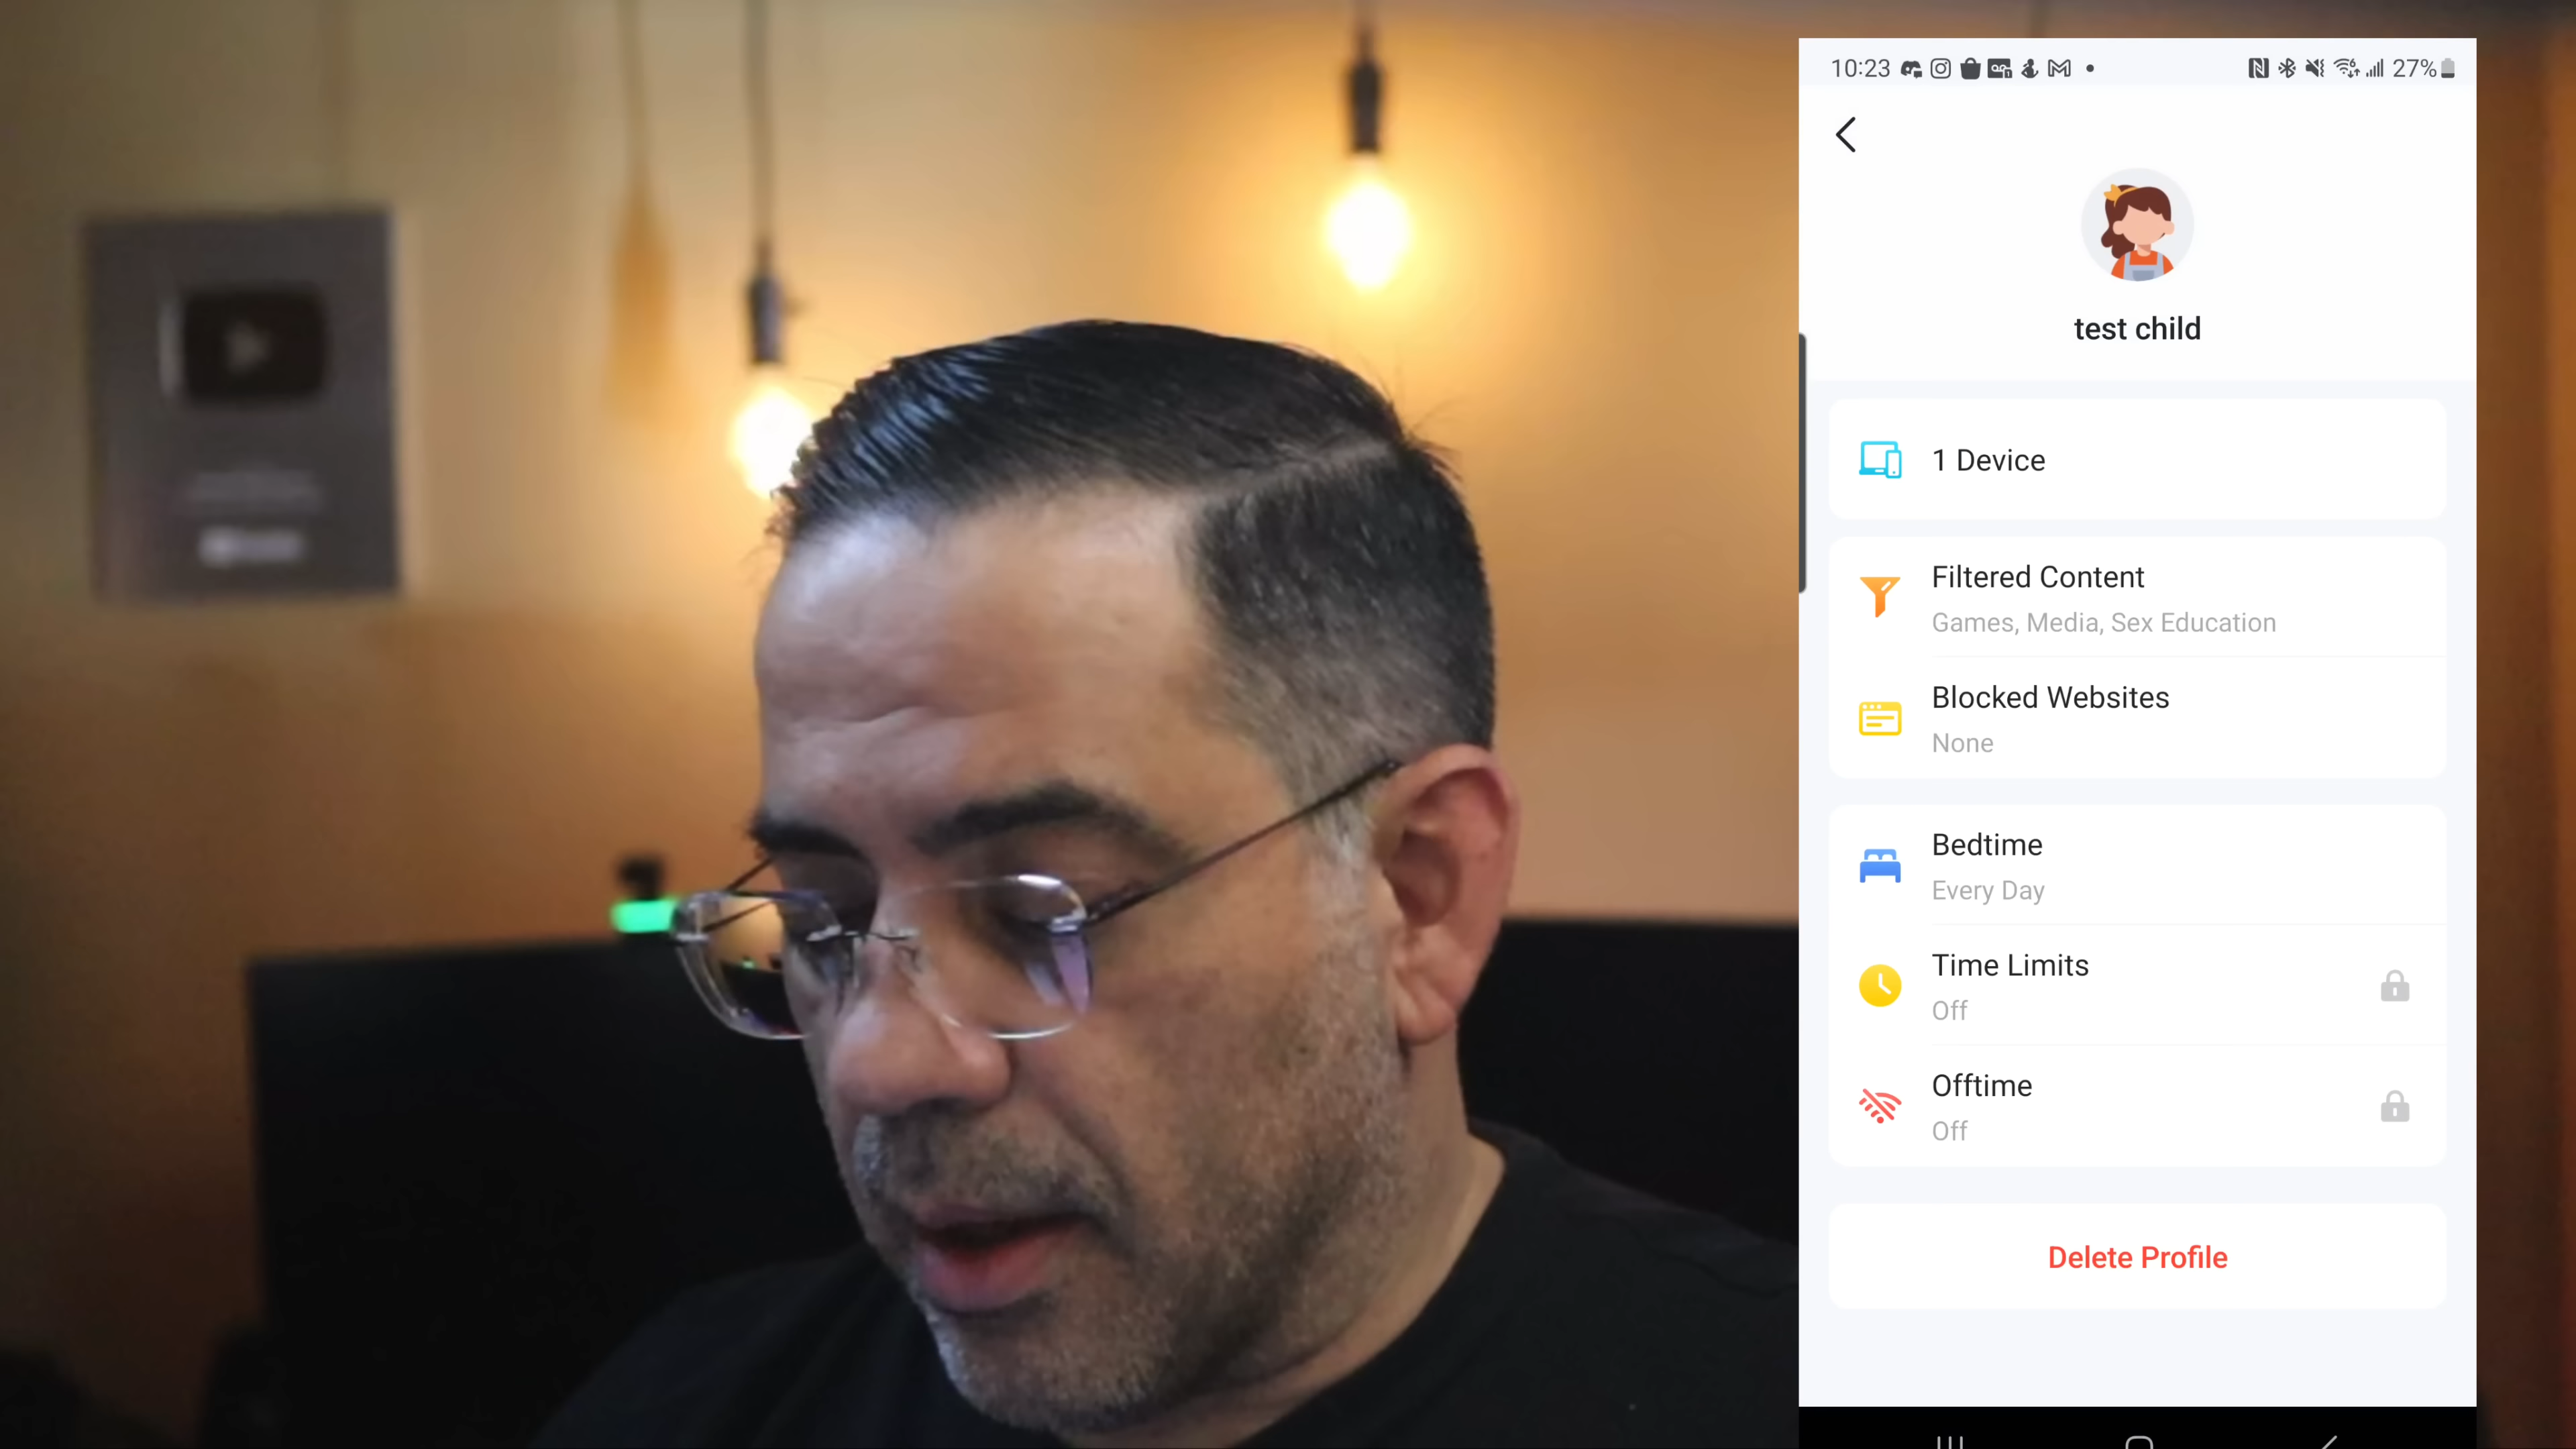 10:23
27%
test child
1 Device
Filtered Content
Games, Media, Sex Education
Blocked Websites
None
Bedtime
Every Day
Time Limits
Off
Offtime
Off
Delete Profile